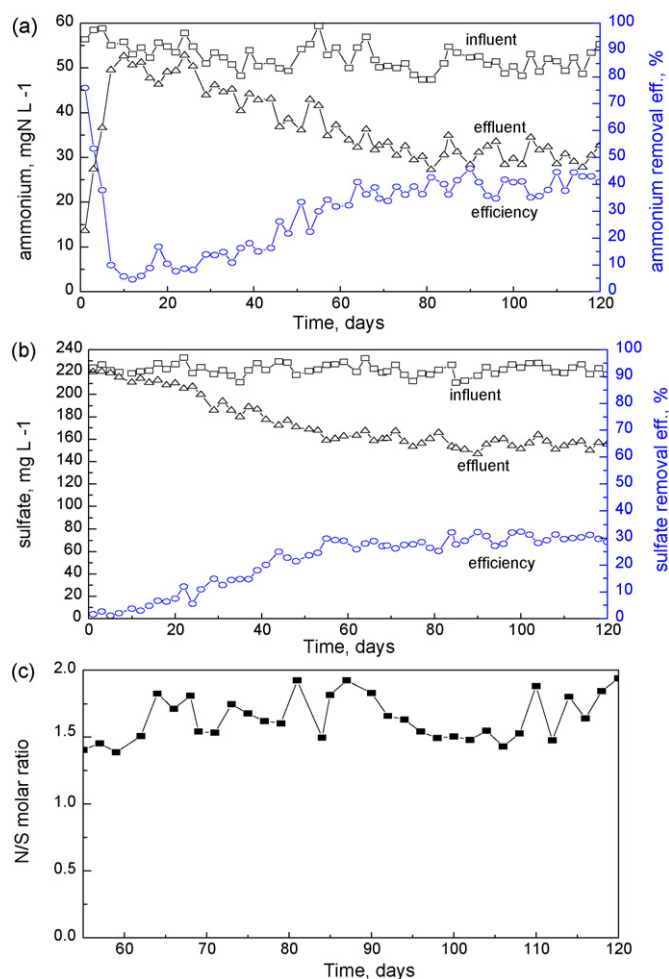 (a)
60
50
40
30
20
10
0
ammonium, mgN L -1
influent
effluent
efficiency
100
90
80
70
60
50
40
30
20
10
0
ammonium removal eff., %
0 20 40 60 80 100 120
Time, days
(b)
240
220
200
180
160
140
120
100
80
60
40
20
0
sulfate, mg L -1
influent
effluent
efficiency
100
90
80
70
60
50
40
30
20
10
0
sulfate removal eff., %
0 20 40 60 80 100 120
Time, days
(c)
2.0
1.5
1.0
0.5
0.0
N/S molar ratio
60 70 80 90 100 110 120
Time, days